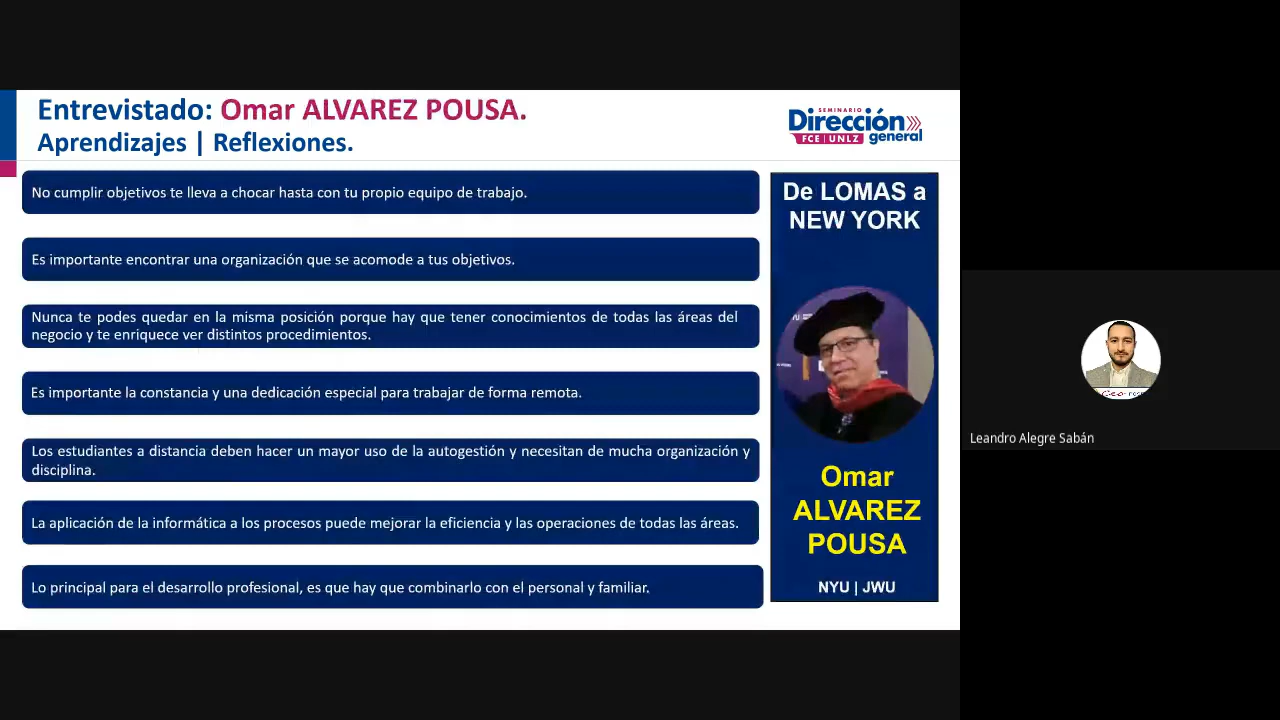 Entrevistado: Omar ALVAREZ POUSA.
Aprendizajes | Reflexiones.
SEMINARIO
Dirección
FCE | UNLZ general
No cumplir objetivos te lleva a chocar hasta con tu propio equipo de trabajo.
Es importante encontrar una organización que se acomode a tus objetivos.
Nunca te podes quedar en la misma posición porque hay que tener conocimientos de todas las áreas del
negocio y te enriquece ver distintos procedimientos.
Es importante la constancia y una dedicación especial para trabajar de forma remota.
Los estudiantes a distancia deben hacer un mayor uso de la autogestión y necesitan de mucha organización y
disciplina.
La aplicación de la informática a los procesos puede mejorar la eficiencia y las operaciones de todas las áreas.
Lo principal para el desarrollo profesional, es que hay que combinarlo con el personal y familiar.
De LOMAS a
NEW YORK
Omar
ALVAREZ
POUSA
NYU | JWU
Leandro Alegre Sabán